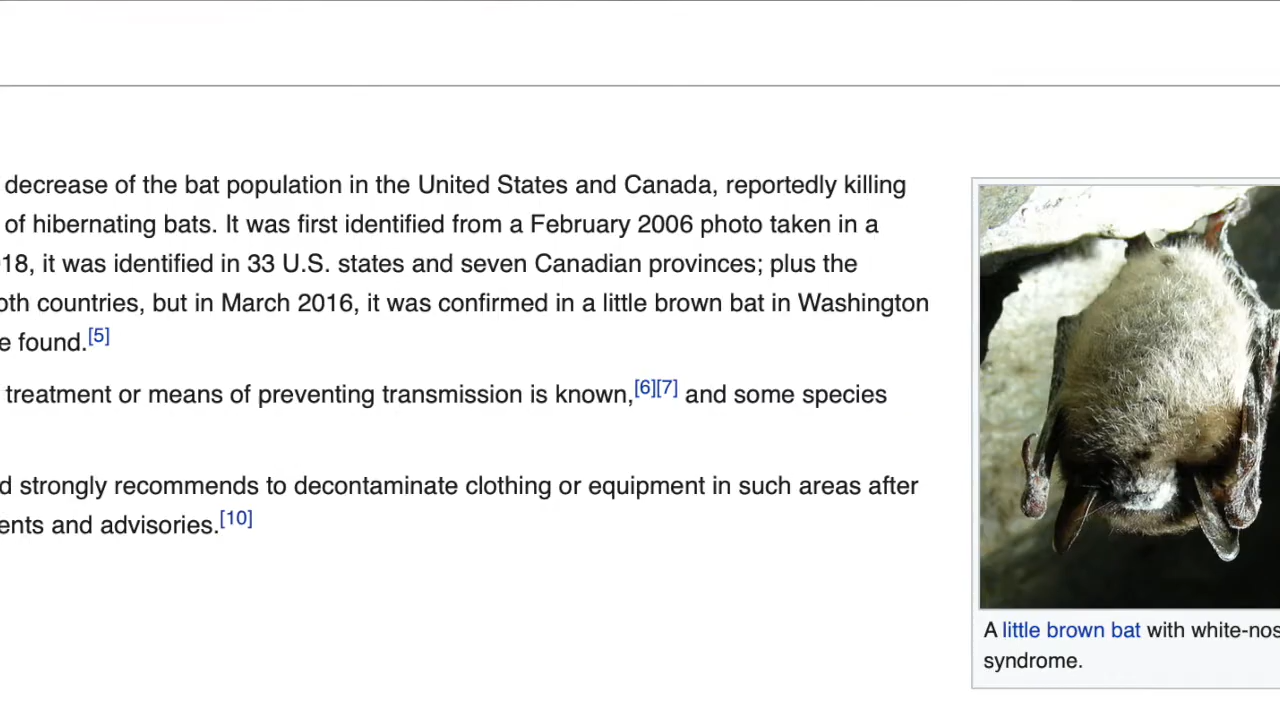 decrease of the bat population in the United States and Canada, reportedly killing
of hibernating bats. It was first identified from a February 2006 photo taken in a
18, it was identified in 33 U.S. states and seven Canadian provinces; plus the
oth countries, but in March 2016, it was confirmed in a little brown bat in Washington
e found.[5]
treatment or means of preventing transmission is known,[6][7] and some species
d strongly recommends to decontaminate clothing or equipment in such areas after
ents and advisories.[10]
A little brown bat with white-nos
syndrome.